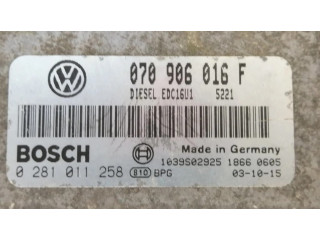 070 906 016 F
DIESEL EDC16U1 5221
BOSCH
Made in Germany
1039S02925 1866 0605
0 281 011 258 810 BPG 03-10-15